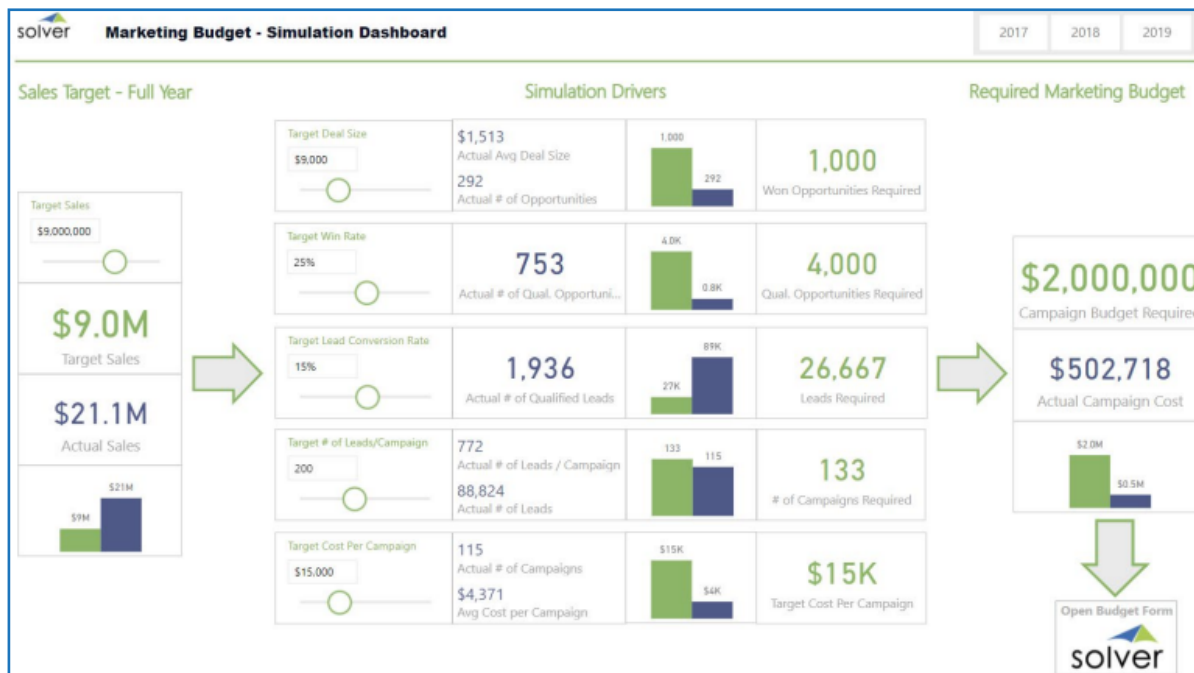 solver
Marketing Budget - Simulation Dashboard
2017
2018
2019
Sales Target - Full Year
Simulation Drivers
Required Marketing Budget
Target Sales
$9,000,000
$9.0M
Target Sales
$21.1M
Actual Sales
$9M
$21M
Target Deal Size
$9,000
$1,513
Actual Avg Deal Size
292
Actual # of Opportunities
1.000
292
1,000
Won Opportunities Required
Target Win Rate
25%
753
Actual # of Qual. Opportuni...
4.0K
0.8K
4,000
Qual. Opportunities Required
Target Lead Conversion Rate
15%
1,936
Actual # of Qualified Leads
27K
89K
26,667
Leads Required
Target # of Leads/Campaign
200
772
Actual # of Leads / Campaign
88,824
Actual # of Leads
133
115
133
# of Campaigns Required
Target Cost Per Campaign
$15.000
115
Actual # of Campaigns
$4,371
Avg Cost per Campaign
$15K
$4K
$15K
Target Cost Per Campaign
$2,000,000
Campaign Budget Require
$502,718
Actual Campaign Cost
$2.0M
$0.5M
Open Budget Form
solver